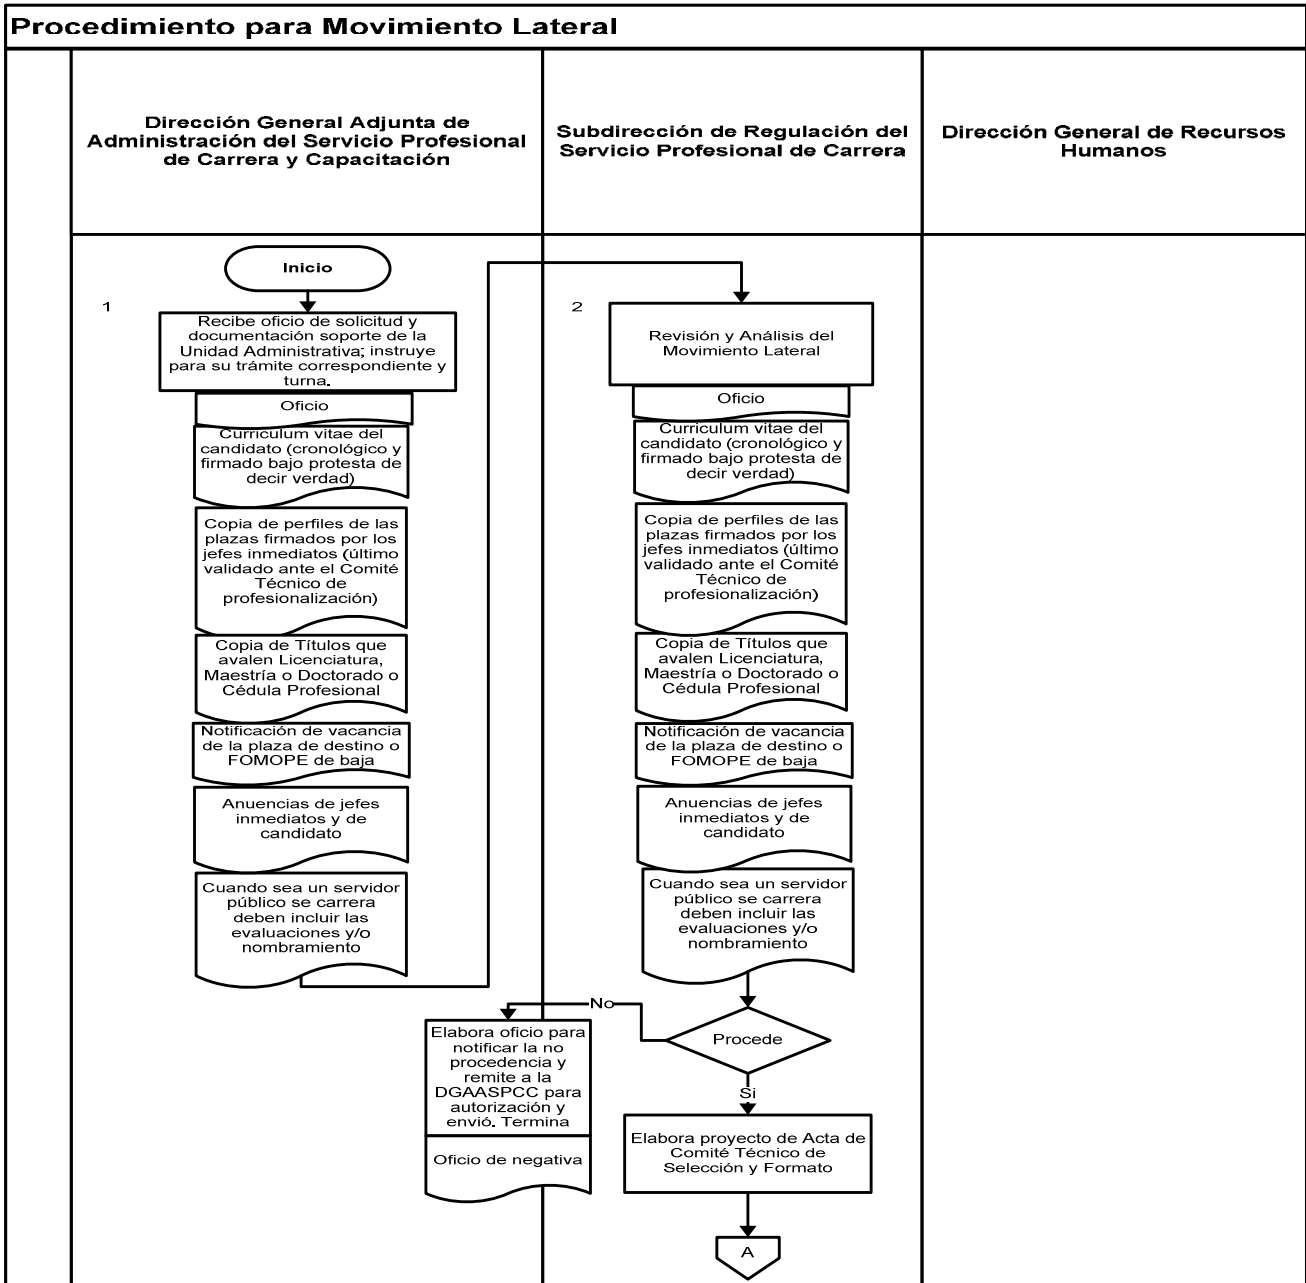 Procedimiento para Movimiento Lateral
Dirección General Adjunta de
Administración del Servicio Profesional
de Carrera y Capacitación
Subdirección de Regulación del
Servicio Profesional de Carrera
Dirección General de Recursos
Humanos
Inicio
1
Recibe oficio de solicitud y
documentación soporte de la
Unidad Administrativa; instruye
para su trámite correspondiente y
turna.
Oficio
Curriculum vitae del
candidato (cronológico y
firmado bajo protesta de
decir verdad)
Copia de perfiles de las
plazas firmados por los
jefes inmediatos (último
validado ante el Comité
Técnico de
profesionalización)
Copia de Títulos que
avalen Licenciatura,
Maestría o Doctorado o
Cédula Profesional
Notificación de vacancia
de la plaza de destino o
FOMOPE de baja
Anuencias de jefes
inmediatos y de
candidato
Cuando sea un servidor
público se carrera
deben incluir las
evaluaciones y/o
nombramiento
2
Revisión y Análisis del
Movimiento Lateral
Oficio
Curriculum vitae del
candidato (cronológico y
firmado bajo protesta de
decir verdad)
Copia de perfiles de las
plazas firmados por los
jefes inmediatos (último
validado ante el Comité
Técnico de
profesionalización)
Copia de Títulos que
avalen Licenciatura,
Maestría o Doctorado o
Cédula Profesional
Notificación de vacancia
de la plaza de destino o
FOMOPE de baja
Anuencias de jefes
inmediatos y de
candidato
Cuando sea un servidor
público se carrera
deben incluir las
evaluaciones y/o
nombramiento
Procede
No
Elabora oficio para
notificar la no
procedencia y
remite a la
DGAASPCC para
autorización y
envió. Termina
Oficio de negativa
Si
Elabora proyecto de Acta de
Comité Técnico de
Selección y Formato
A